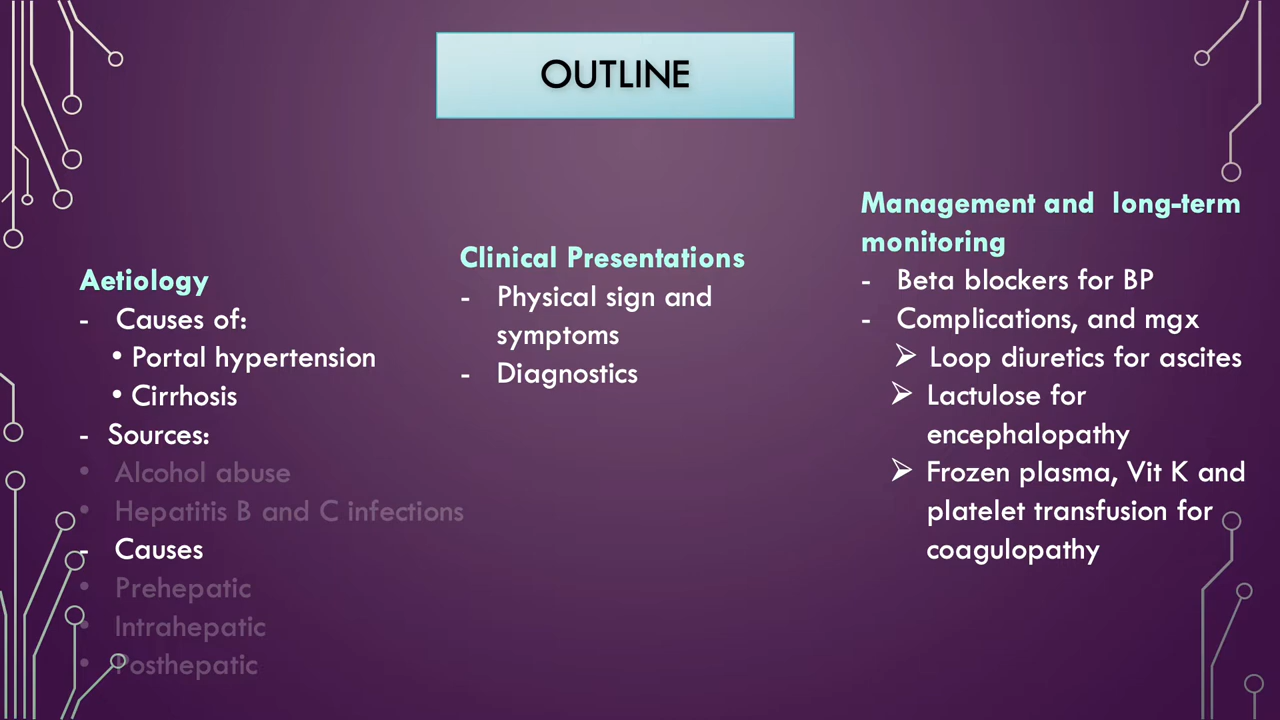 OUTLINE
Aetiology
- Causes of:
• Portal hypertension
• Cirrhosis
- Sources:
• Alcohol abuse
• Hepatitis B and C infections
- Causes
• Prehepatic
• Intrahepatic
• Posthepatic
Clinical Presentations
- Physical sign and
symptoms
- Diagnostics
Management and long-term
monitoring
- Beta blockers for BP
- Complications, and mgx
➢ Loop diuretics for ascites
➢ Lactulose for
encephalopathy
➢ Frozen plasma, Vit K and
platelet transfusion for
coagulopathy